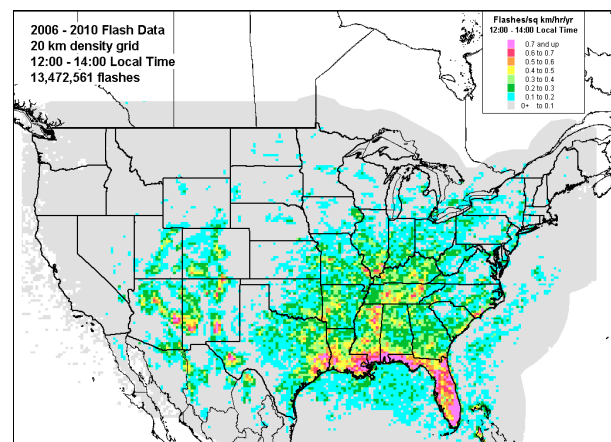 2006 - 2010 Flash Data
20 km density grid
12:00 - 14:00 Local Time
13,472,561 flashes
Flashes/sq km/hr/yr
12:00 - 14:00 Local Time
0.7 and up
0.6 to 0.7
0.5 to 0.6
0.4 to 0.5
0.3 to 0.4
0.2 to 0.3
0.1 to 0.2
0+ to 0.1